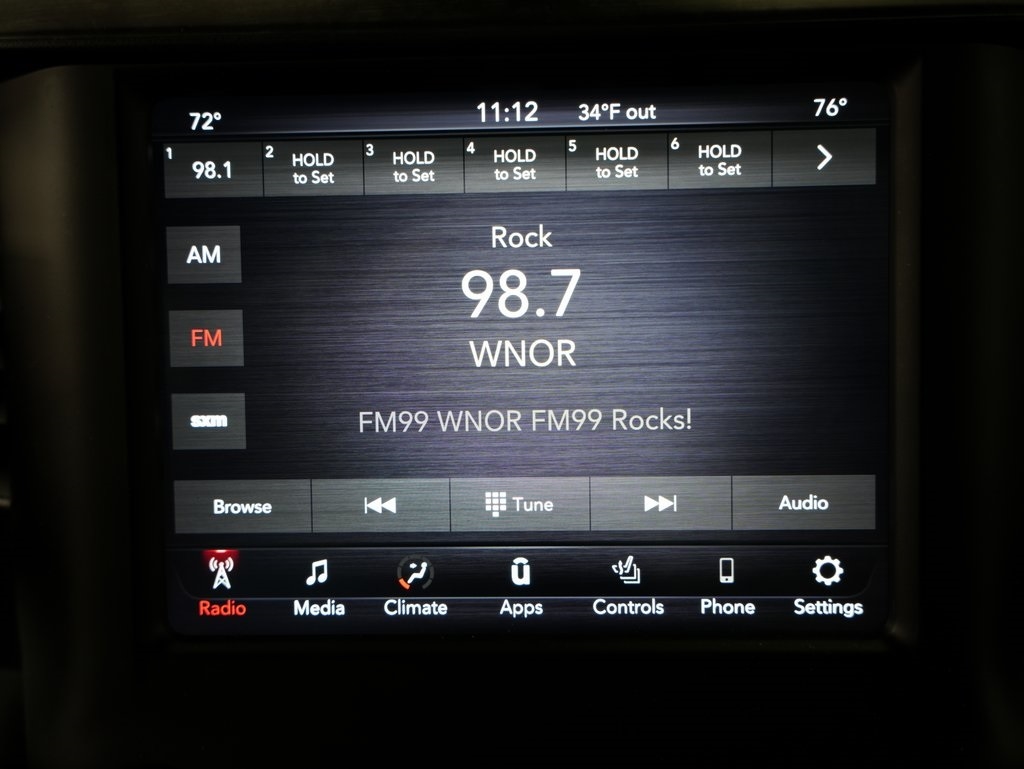 72° 11:12 34°F out 76°
1 98.1
2 HOLD to Set
3 HOLD to Set
4 HOLD to Set
5 HOLD to Set
6 HOLD to Set
Rock
AM
98.7
FM
WNOR
sxm
FM99 WNOR FM99 Rocks!
Browse Tune Audio
Radio Media Climate Apps Controls Phone Settings